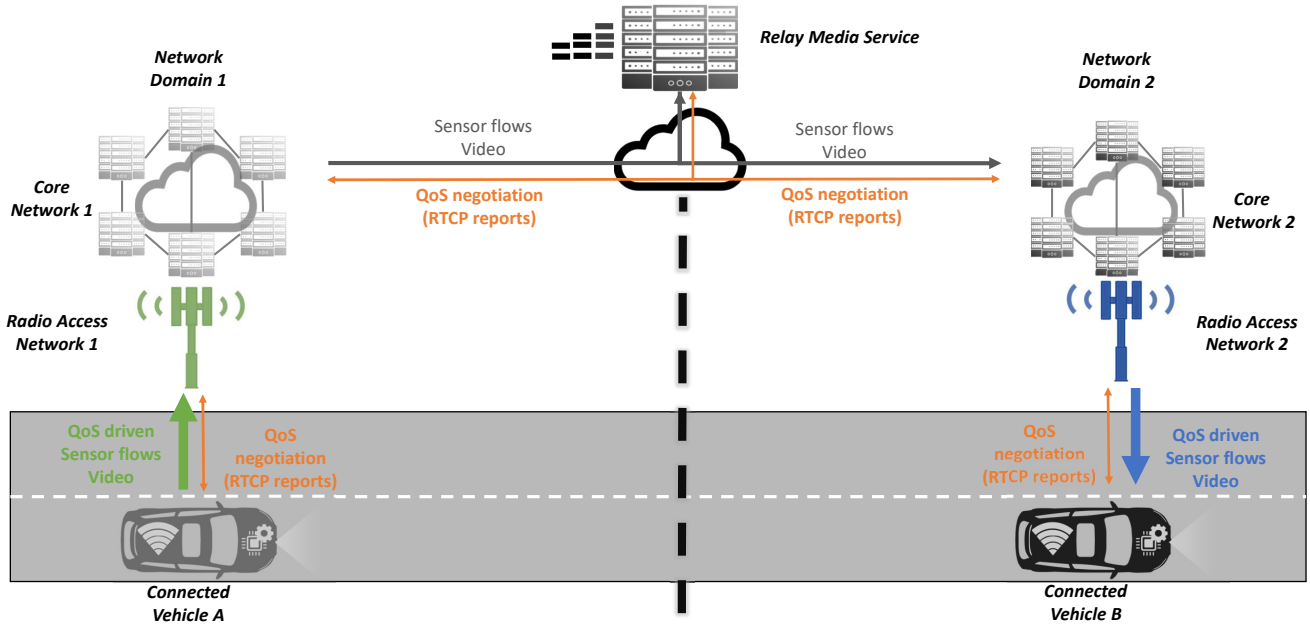 Relay Media Service
Network
Domain 1
Network
Domain 2
Sensor flows
Video
Sensor flows
Video
Core
Network 1
QoS negotiation
(RTCP reports)
QoS negotiation
(RTCP reports)
Core
Network 2
Radio Access
Network 1
Radio Access
Network 2
QoS driven
Sensor flows
Video
QoS
negotiation
(RTCP reports)
QoS
negotiation
(RTCP reports)
QoS driven
Sensor flows
Video
Connected
Vehicle A
Connected
Vehicle B